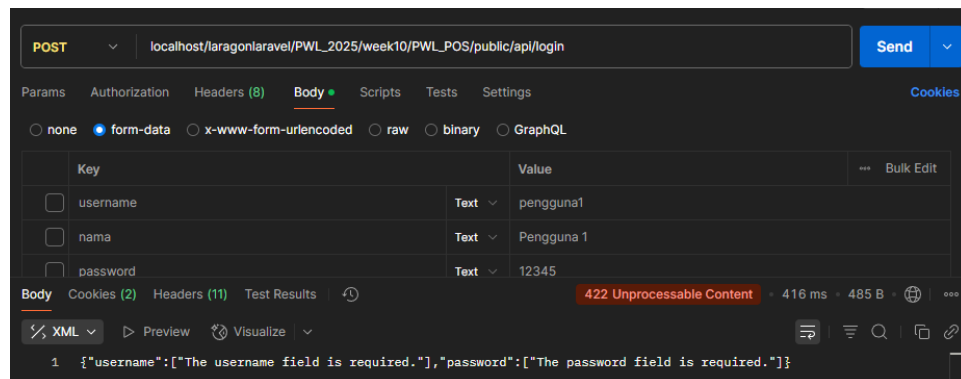 POST localhost/laragonlaravel/PWL_2025/week10/PWL_POS/public/api/login Send
Params Authorization Headers (8) Body Scripts Tests Settings Cookies
none form-data x-www-form-urlencoded raw binary GraphQL
Key Value Bulk Edit
username Text pengguna1
nama Text Pengguna 1
password Text 12345
Body Cookies (2) Headers (11) Test Results 422 Unprocessable Content 416 ms 485 B
XML Preview Visualize
1 {"username":["The username field is required."],"password":["The password field is required."]}